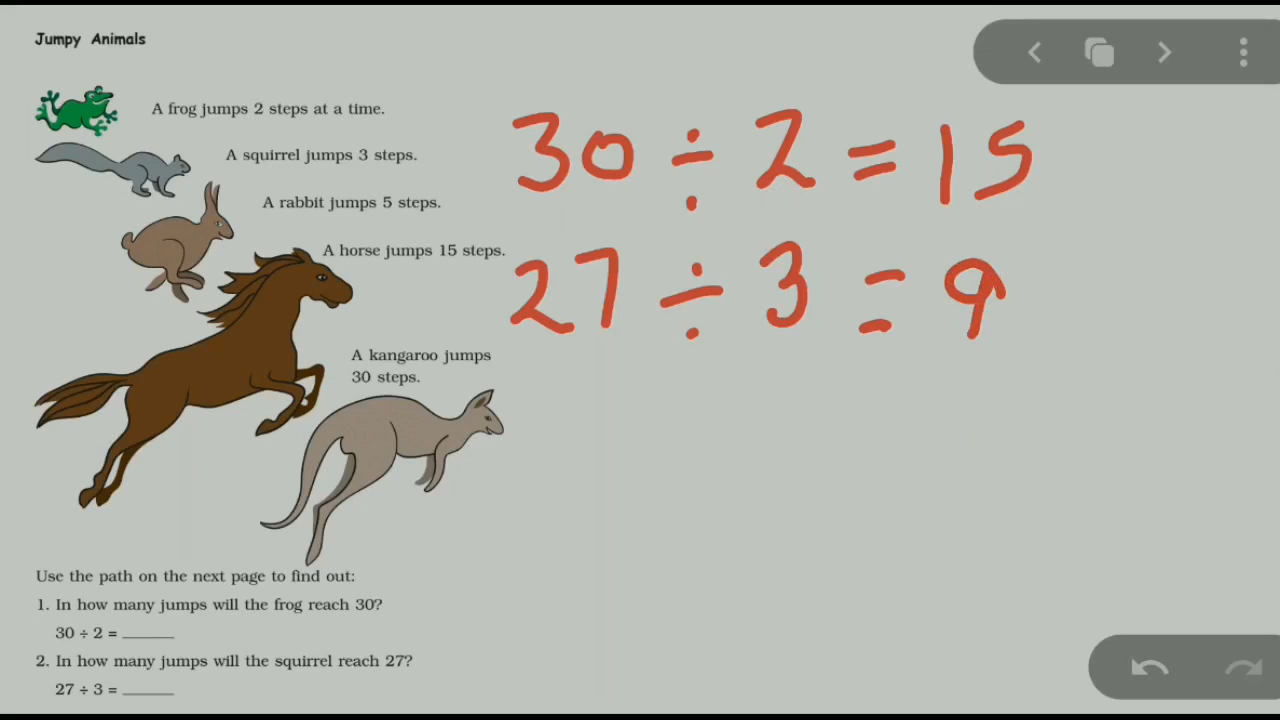 Jumpy Animals
A frog jumps 2 steps at a time.
A squirrel jumps 3 steps.
A rabbit jumps 5 steps.
A horse jumps 15 steps.
A kangaroo jumps
30 steps.
30 ÷ 2 = 15
27 ÷ 3 = 9
Use the path on the next page to find out:
1. In how many jumps will the frog reach 30?
30 ÷ 2 = ______
2. In how many jumps will the squirrel reach 27?
27 ÷ 3 = ______